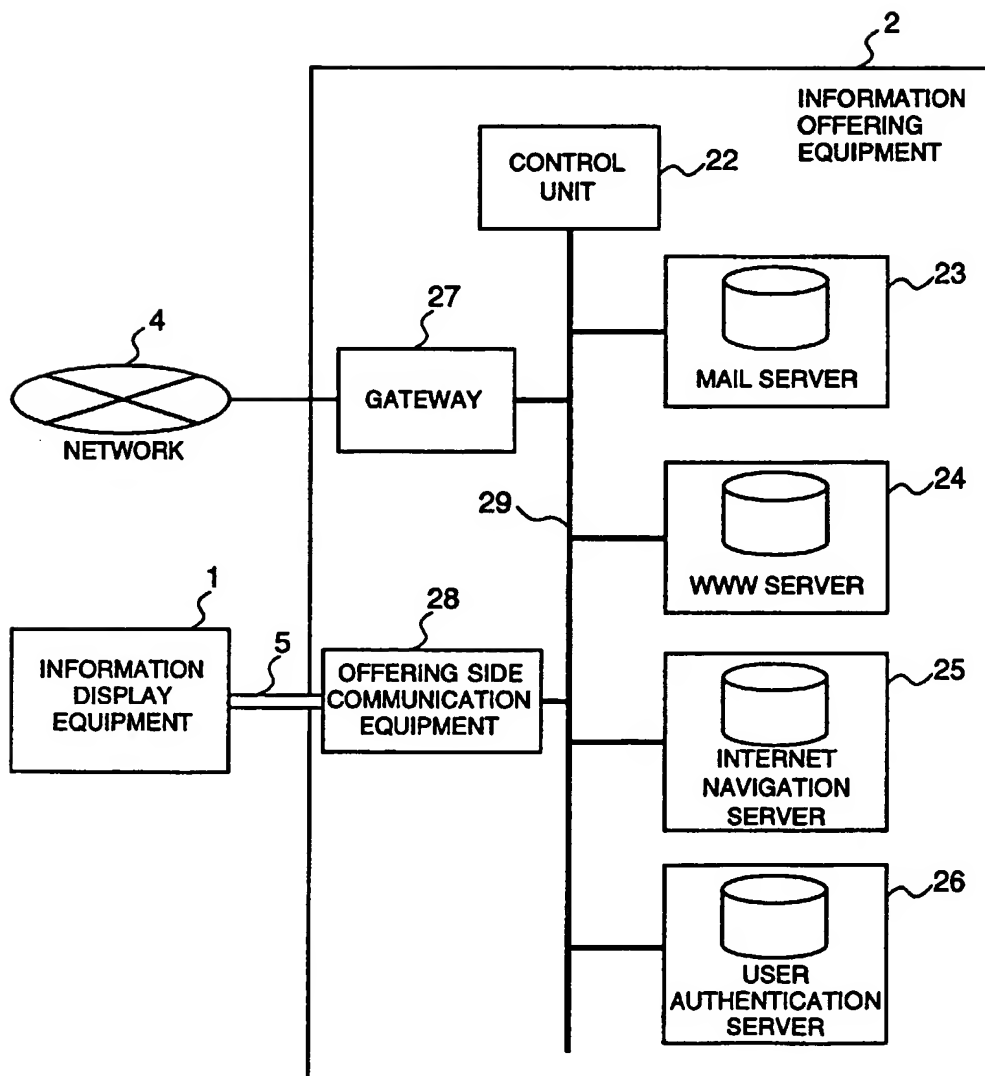 2
INFORMATION
OFFERING
EQUIPMENT
CONTROL
UNIT
22
23
MAIL SERVER
27
4
GATEWAY
NETWORK
24
WWW SERVER
29
1
5
28
INFORMATION
DISPLAY
EQUIPMENT
OFFERING SIDE
COMMUNICATION
EQUIPMENT
25
INTERNET
NAVIGATION
SERVER
26
USER
AUTHENTICATION
SERVER